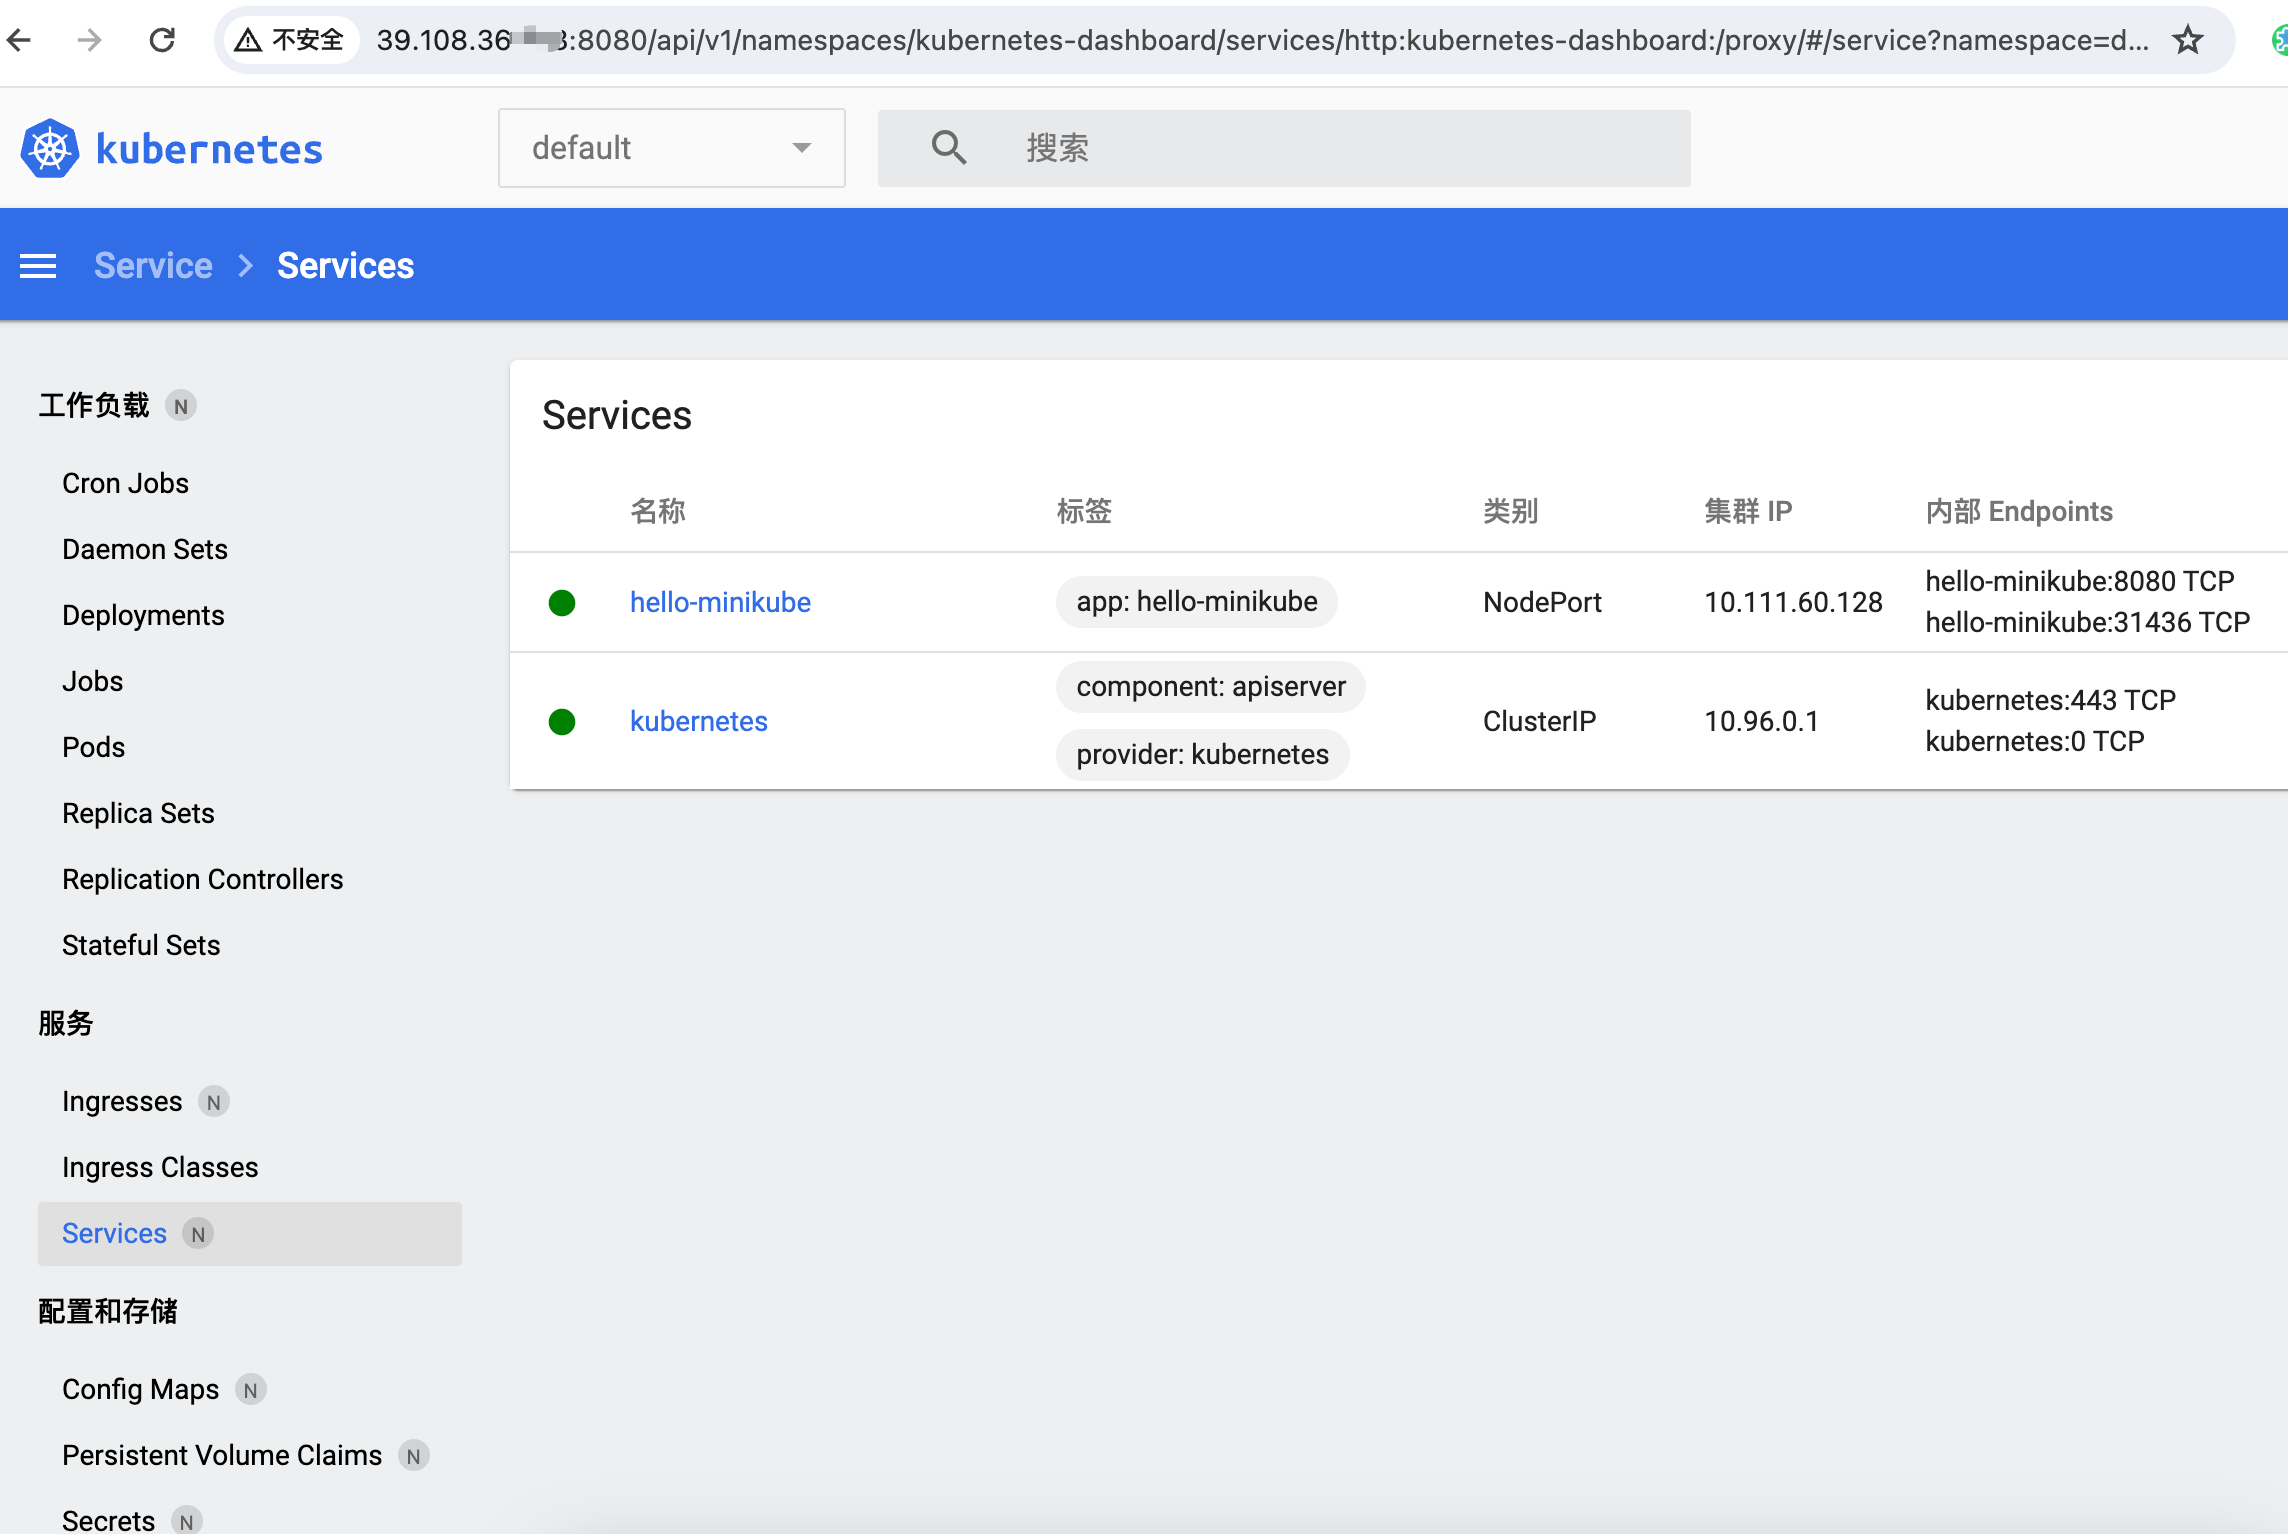 不安全 39.108.36 :8080/api/v1/namespaces/kubernetes-dashboard/services/http:kubernetes-dashboard:/proxy/#/service?namespace=d...
kubernetes default 搜索
Service > Services
工作负载 N
Cron Jobs
Daemon Sets
Deployments
Jobs
Pods
Replica Sets
Replication Controllers
Stateful Sets
服务
Ingresses N
Ingress Classes
Services N
配置和存储
Config Maps N
Persistent Volume Claims N
Secrets N
Services
名称 标签 类别 集群 IP 内部 Endpoints
hello-minikube app: hello-minikube NodePort 10.111.60.128 hello-minikube:8080 TCP
hello-minikube:31436 TCP
kubernetes component: apiserver ClusterIP 10.96.0.1 kubernetes:443 TCP
provider: kubernetes kubernetes:0 TCP